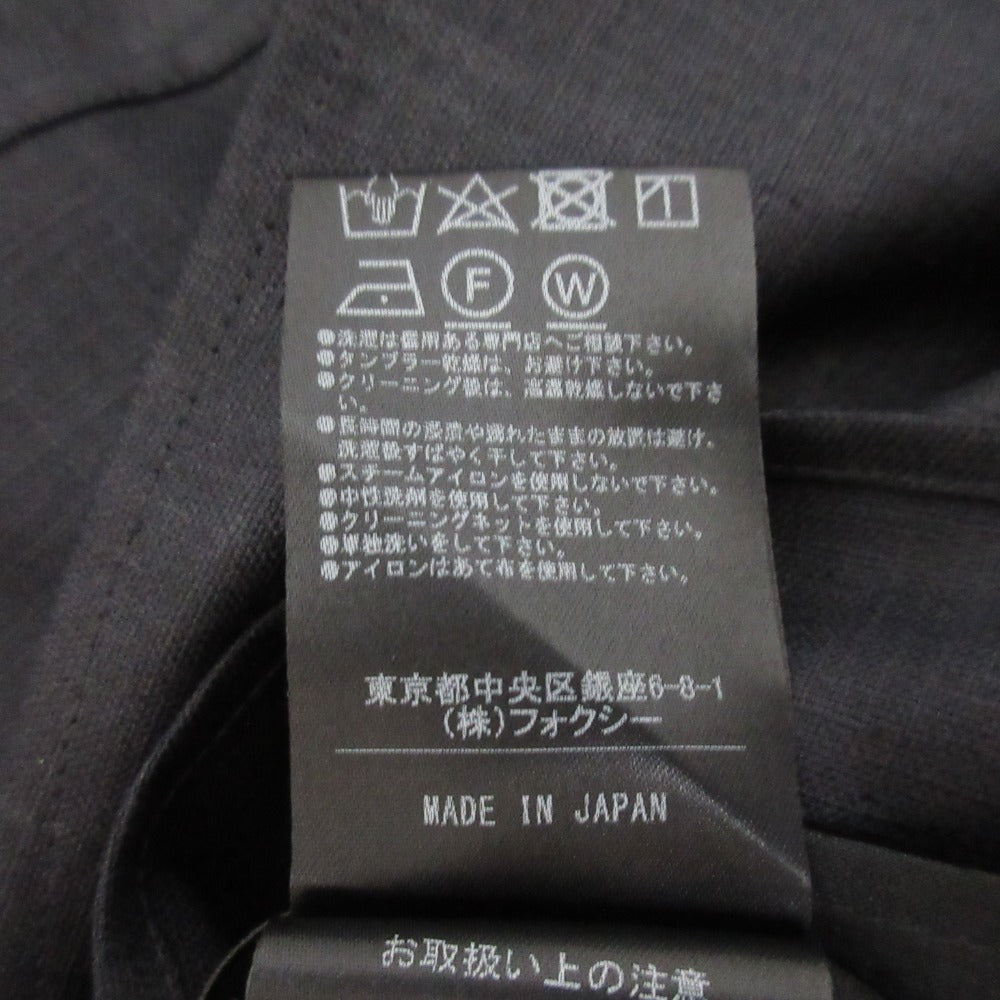 F W
●洗濯は信用ある専門店へご相談下さい。
●タンブラー乾燥は、お避け下さい。
●クリーニング後は、高温乾燥しないで下さ
い。
●長時間の浸漬や濡れたままの放置は避け、
洗濯後すばやく干して下さい。
●スチームアイロンを使用しないで下さい。
●中性洗剤を使用して下さい。
●クリーニングネットを使用して下さい。
●単独洗いをして下さい。
●アイロンはあて布を使用して下さい。
東京都中央区銀座6-8-1
(株)フォクシー
MADE IN JAPAN
お取扱い上の注意